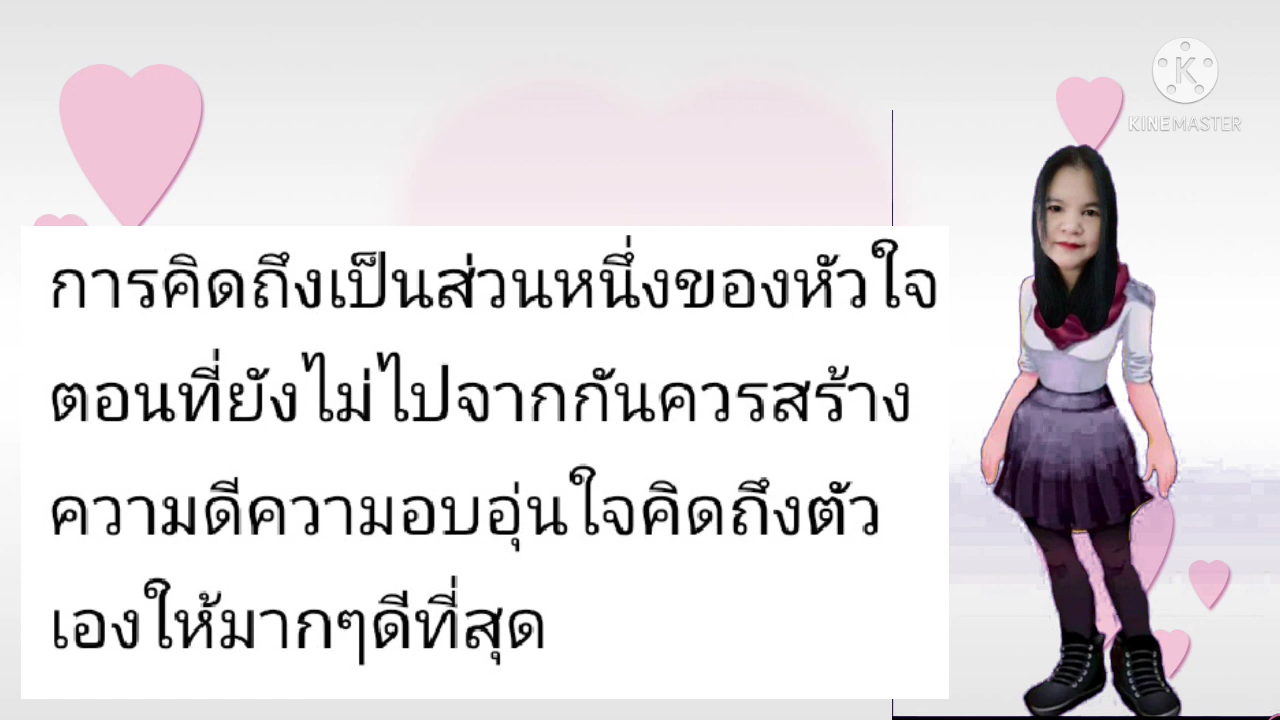 KINEMASTER
การคิดถึงเป็นส่วนหนึ่งของหัวใจ
ตอนที่ยังไม่ไปจากกันควรสร้าง
ความดีความอบอุ่นใจคิดถึงตัว
เองให้มากๆดีที่สุด